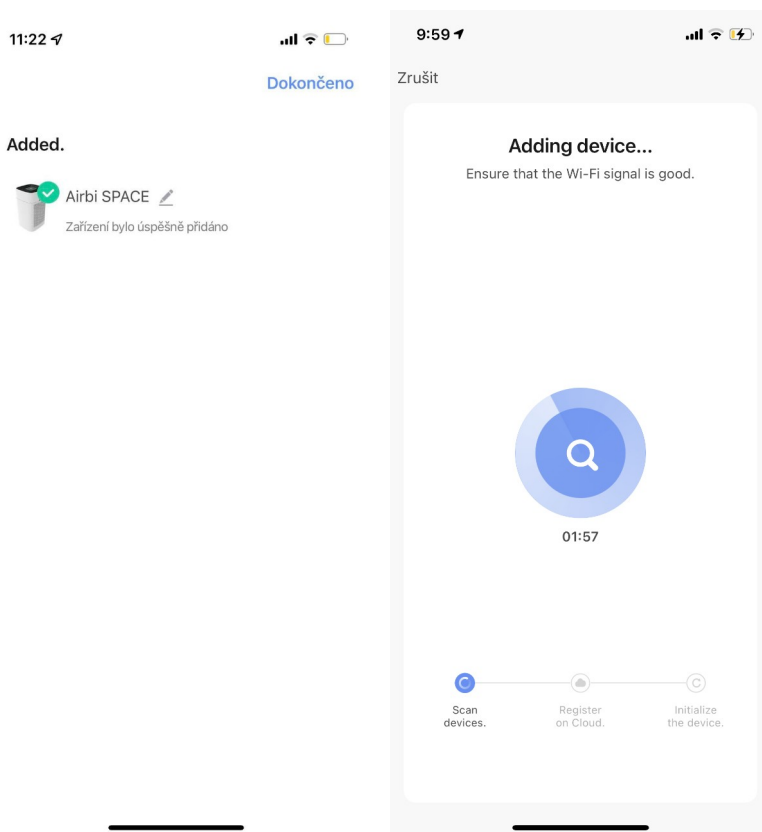 11:22
Dokončeno
Added.
Airbi SPACE
Zařízení bylo úspěšně přidáno
9:59
Zrušit
Adding device...
Ensure that the Wi-Fi signal is good.
01:57
Scan
devices.
Register
on Cloud.
Initialize
the device.